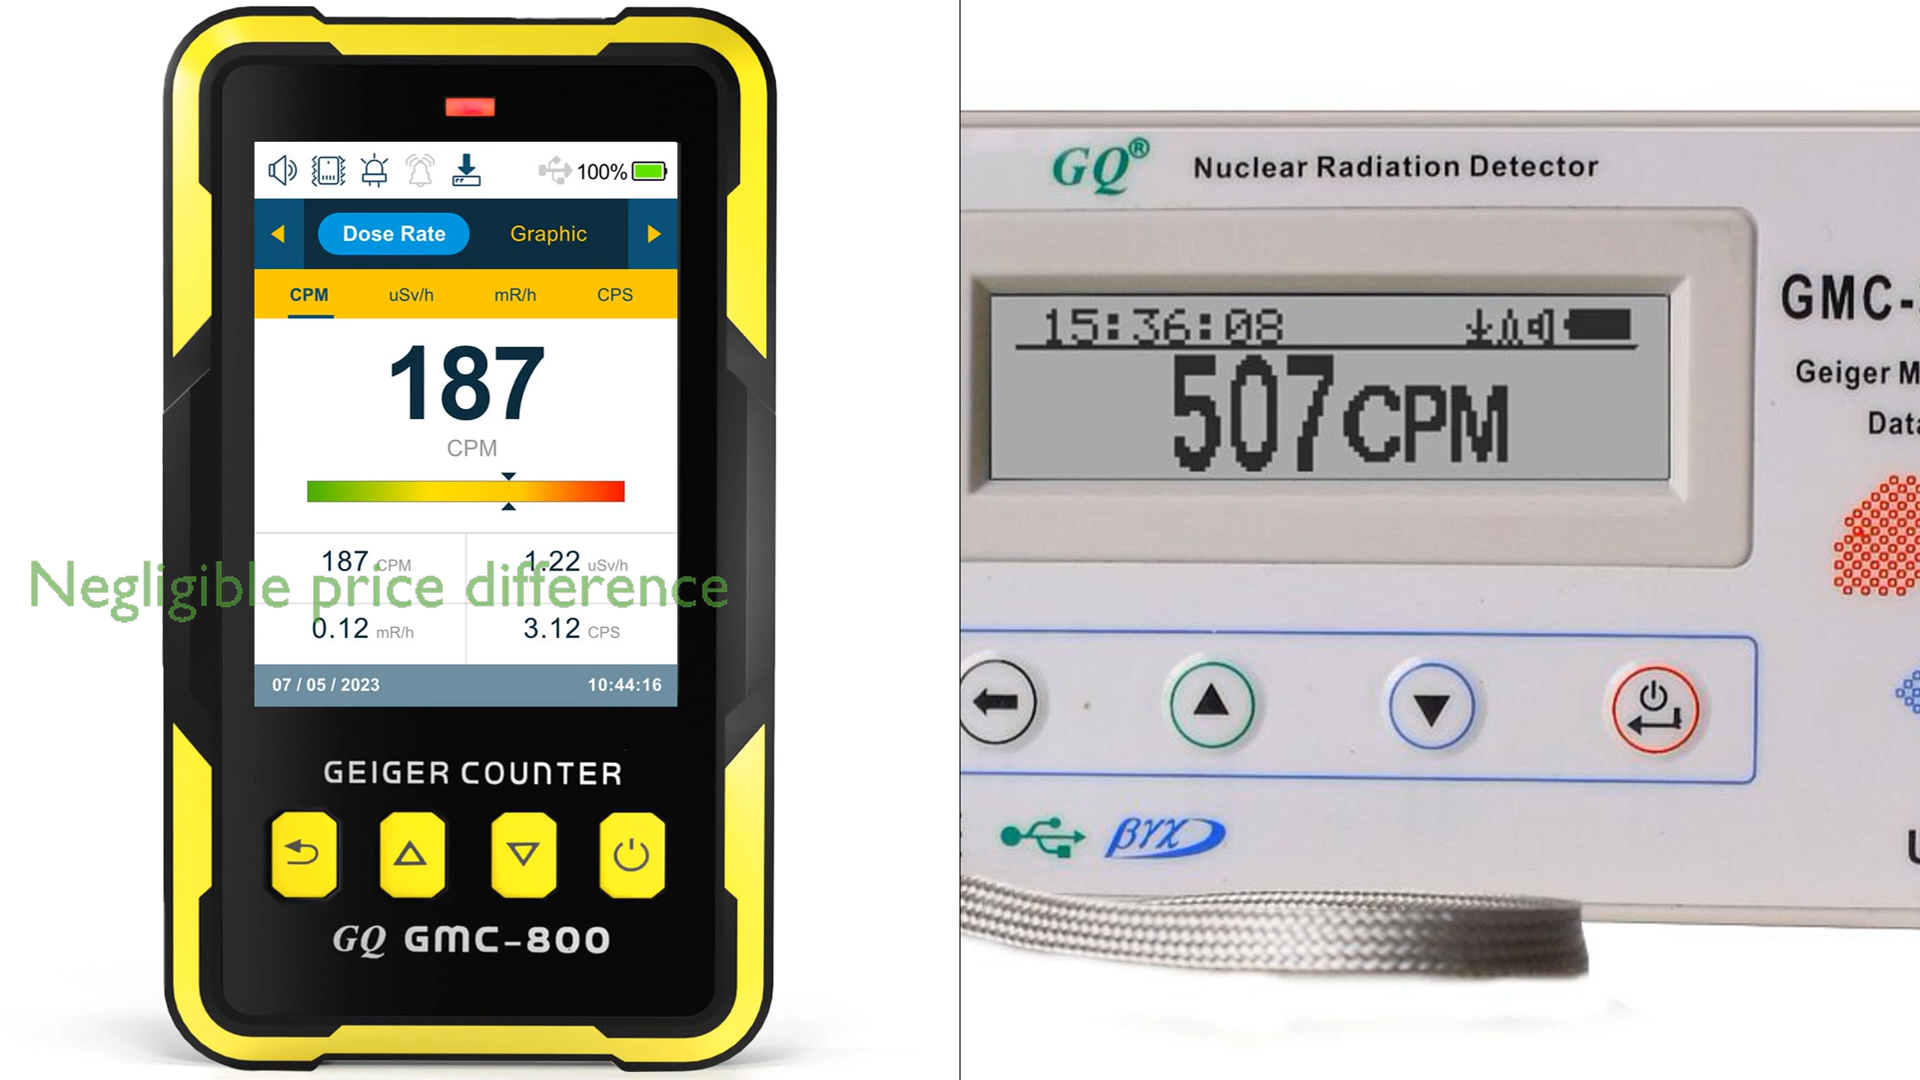 100%
Dose Rate Graphic
CPM uSv/h mR/h CPS
187
CPM
187 CPM 1.22 uSv/h
Negligible price difference
0.12 mR/h 3.12 CPS
07 / 05 / 2023 10:44:16
GEIGER COUNTER
GQ GMC-800
GQ® Nuclear Radiation Detector
15:36:08
507CPM
GMC-
Geiger M
Data
βγχ